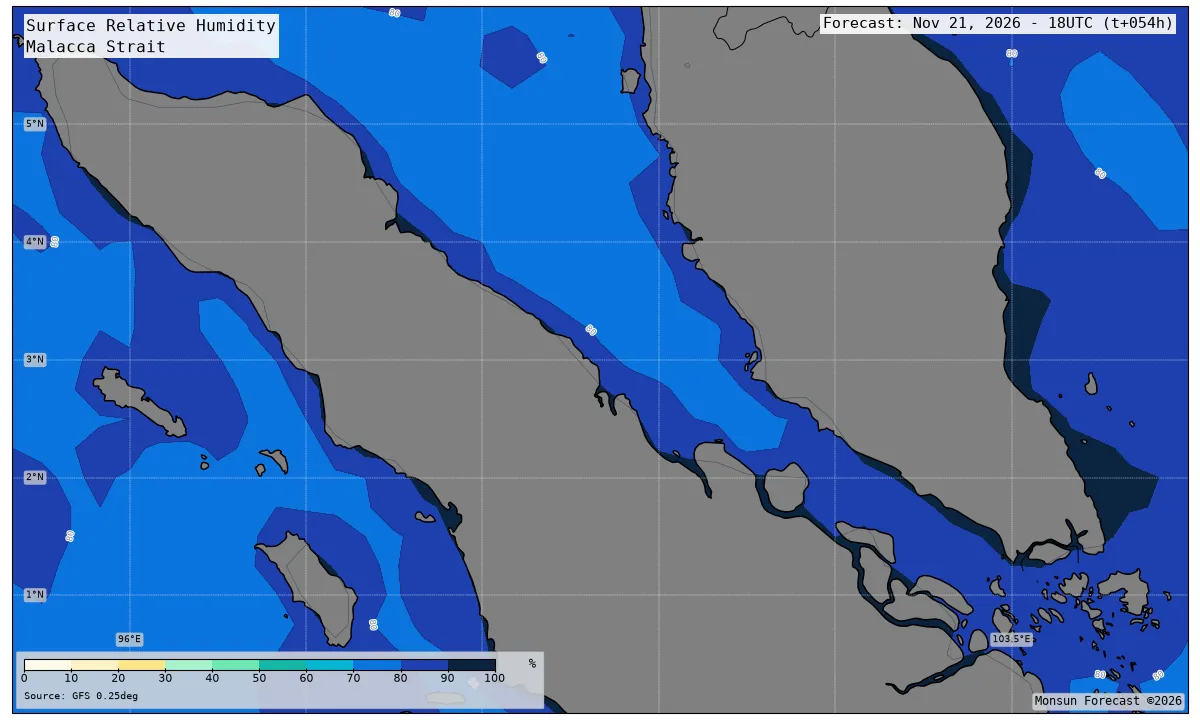 Surface Relative Humidity
Malacca Strait
Forecast: Nov 21, 2026 - 18UTC (t+054h)
80
80
80
5°N
80
4°N
80
80
3°N
2°N
80
1°N
80
96°E
103.5°E
80
80
%
0 10 20 30 40 50 60 70 80 90 100
Source: GFS 0.25deg
Monsun Forecast ©2026